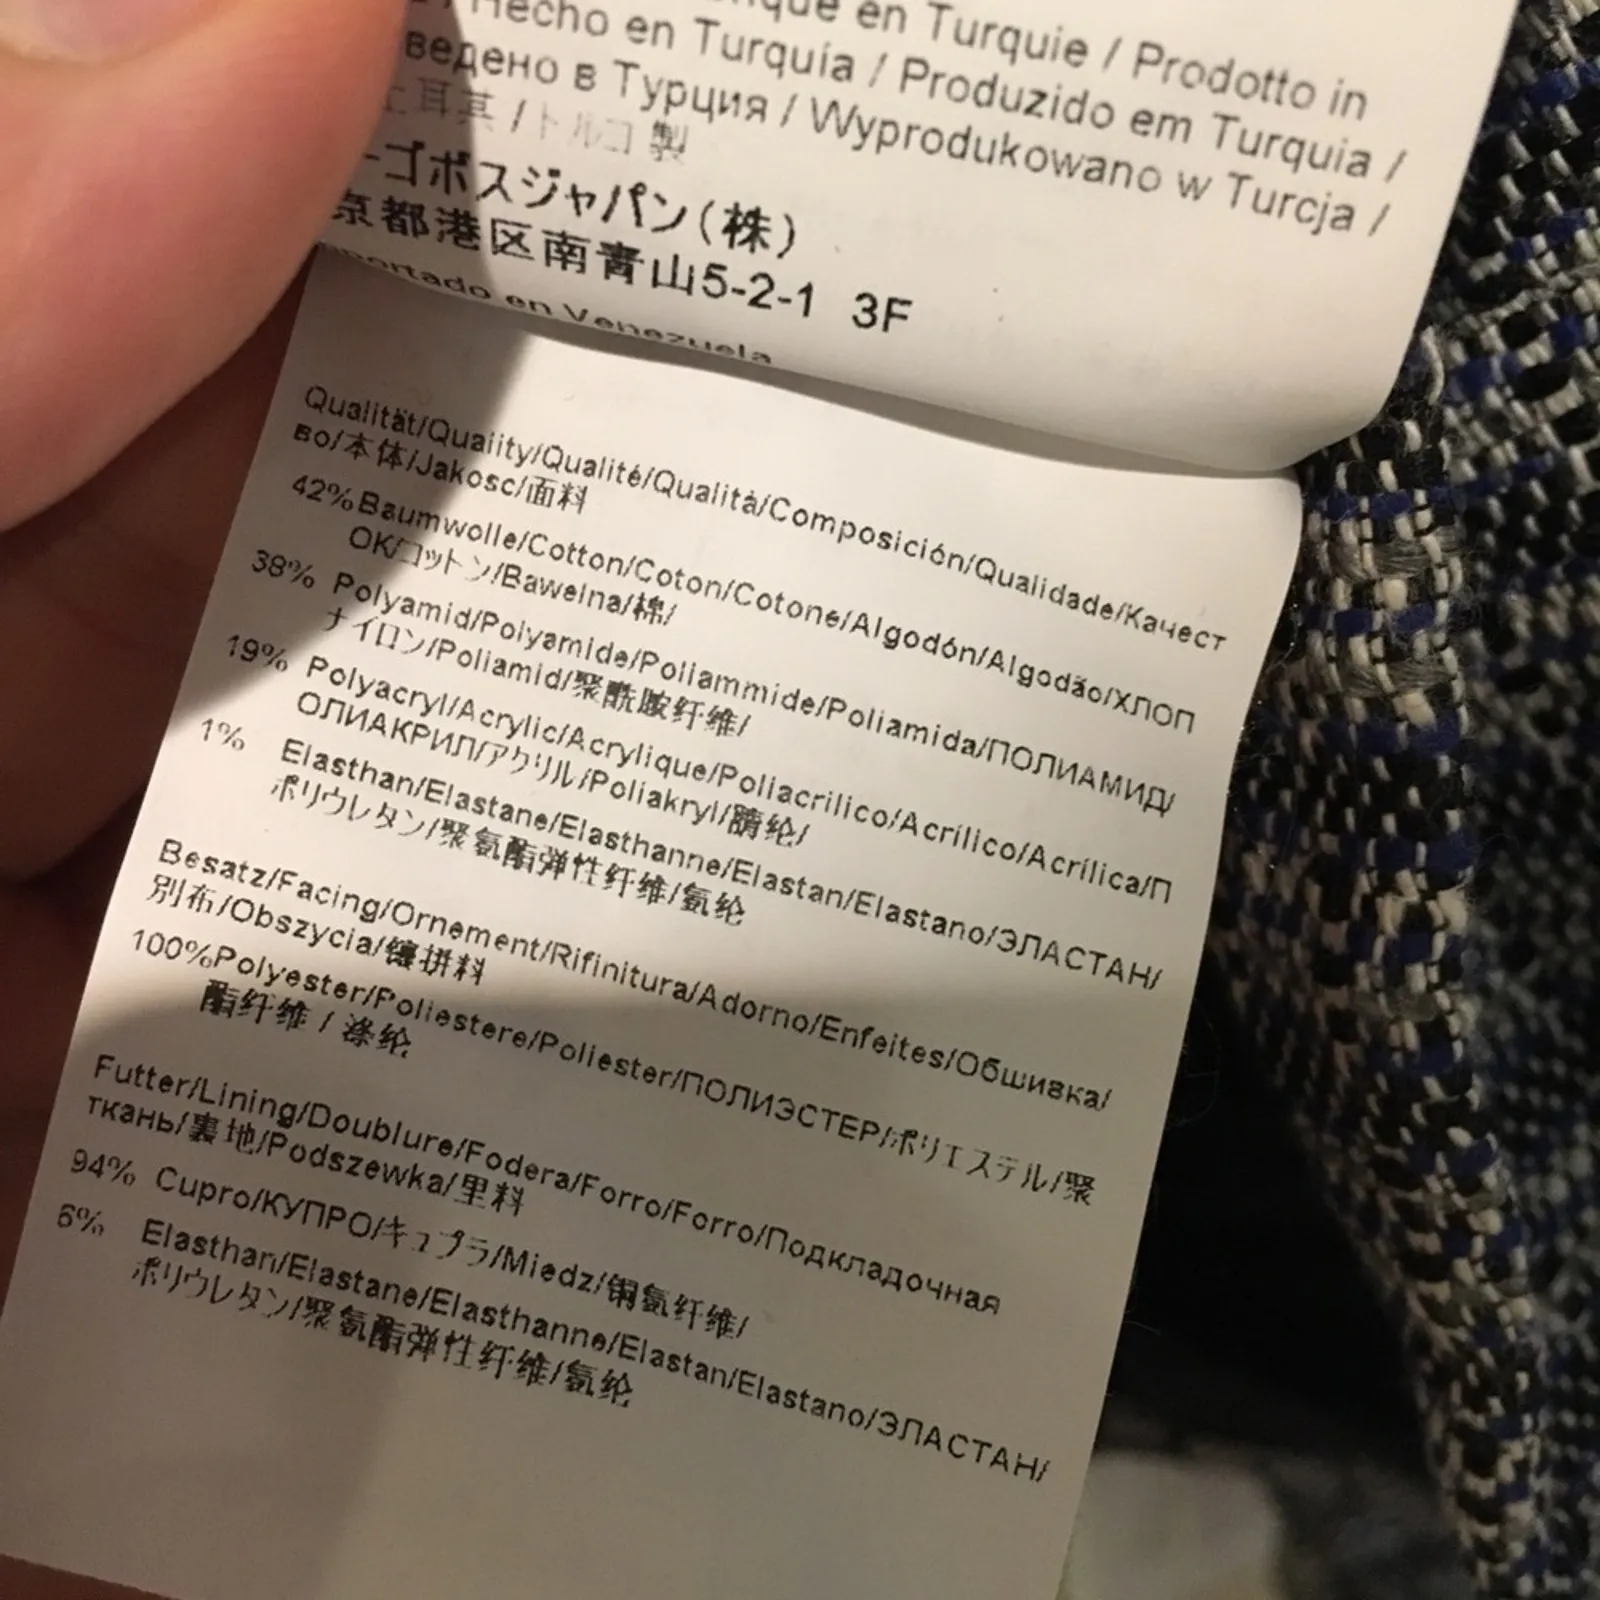 en Turquie / Prodotto in
Hecho en Turquía / Produzido em Turquia /
ведено в Турция / Wyprodukowano w Turcja /
土耳其 / トルコ 製
ーゴボスジャパン(株)
京都港区南青山5-2-1 3F
en Venezuela
Qualität/Quality/Qualité/Qualità/Composición/Qualidade/Качест
во/本体/Jakosc/面料
42% Baumwolle/Cotton/Coton/Cotone/Algodón/Algodão/ХЛОП
ОК/コットン/Bawelna/棉/
38% Polyamid/Polyamide/Poliammide/Poliamida/ПОЛИАМИД/
ナイロン/Poliamid/聚酰胺纤维/
19% Polyacryl/Acrylic/Acrylique/Poliacrilico/Acrílico/Acrílica/П
ОЛИАКРИЛ/アクリル/Poliakryl/腈纶/
1% Elasthan/Elastane/Elasthanne/Elastan/Elastano/ЭЛАСТАН/
ポリウレタン/聚氨酯弹性纤维/氨纶
Besatz/Facing/Ornement/Rifinitura/Adorno/Enfeites/Обшивка/
別布/Obszycia/镶拼料
100%Polyester/Poliestere/Poliester/ПОЛИЭСТЕР/ポリエステル/聚
酯纤维 / 涤纶
Futter/Lining/Doublure/Fodera/Forro/Forro/Подкладочная
ткань/裏地/Podszewka/里料
94% Cupro/КУПРО/キュプラ/Miedz/铜氨纤维/
6% Elasthan/Elastane/Elasthanne/Elastan/Elastano/ЭЛАСТАН/
ポリウレタン/聚氨酯弹性纤维/氨纶